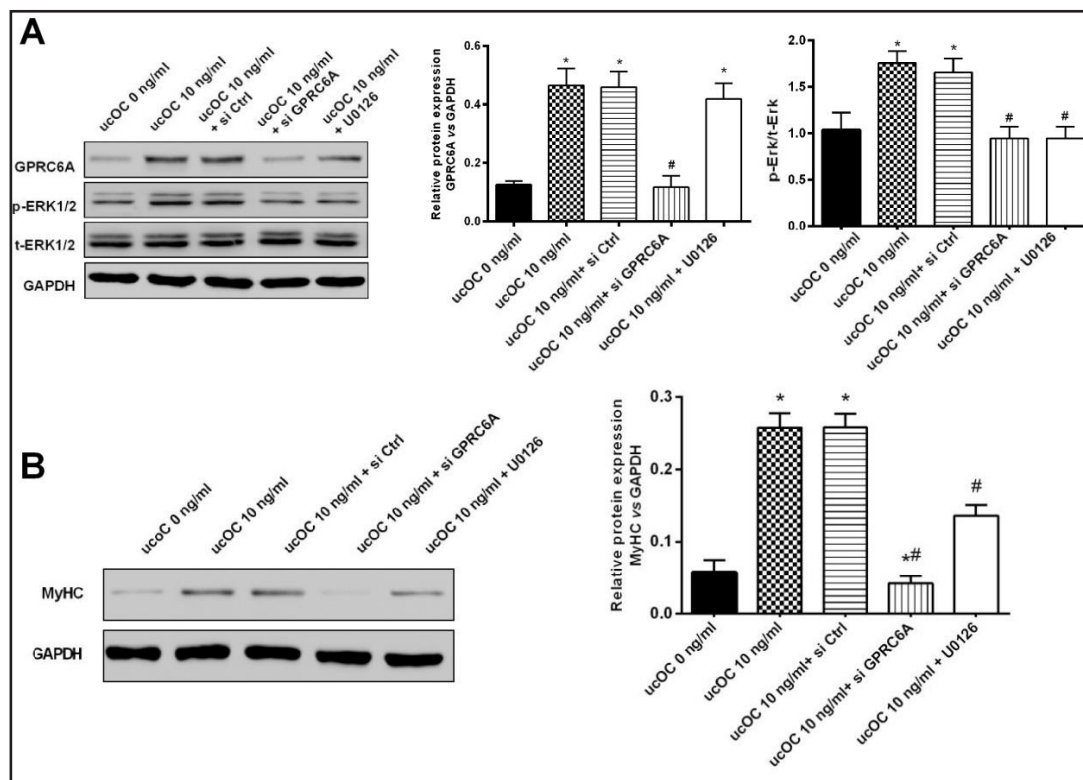 A
ucOC 0 ng/ml
ucOC 10 ng/ml
ucOC 10 ng/ml
+ si Ctrl
ucOC 10 ng/ml
+ si GPRC6A
ucOC 10 ng/ml
+ U0126
GPRC6A
p-ERK1/2
t-ERK1/2
GAPDH
Relative protein expression
GPRC6A vs GAPDH
0.6
0.4
0.2
0.0
*
*
#
*
ucOC 0 ng/ml
ucOC 10 ng/ml
ucOC 10 ng/ml+ si Ctrl
ucOC 10 ng/ml+ si GPRC6A
ucOC 10 ng/ml + U0126
p-Erk/t-Erk
2.0
1.5
1.0
0.5
0.0
*
*
#
#
ucOC 0 ng/ml
ucOC 10 ng/ml
ucOC 10 ng/ml+ si Ctrl
ucOC 10 ng/ml+ si GPRC6A
ucOC 10 ng/ml + U0126
B
ucoC 0 ng/ml
ucOC 10 ng/ml
ucOC 10 ng/ml + si Ctrl
ucOC 10 ng/ml + si GPRC6A
ucOC 10 ng/ml + U0126
MyHC
GAPDH
Relative protein expression
MyHC vs GAPDH
0.3
0.2
0.1
0.0
*
*
*#
#
ucOC 0 ng/ml
ucOC 10 ng/ml
ucOC 10 ng/ml+ si Ctrl
ucOC 10 ng/ml+ si GPRC6A
ucOC 10 ng/ml + U0126